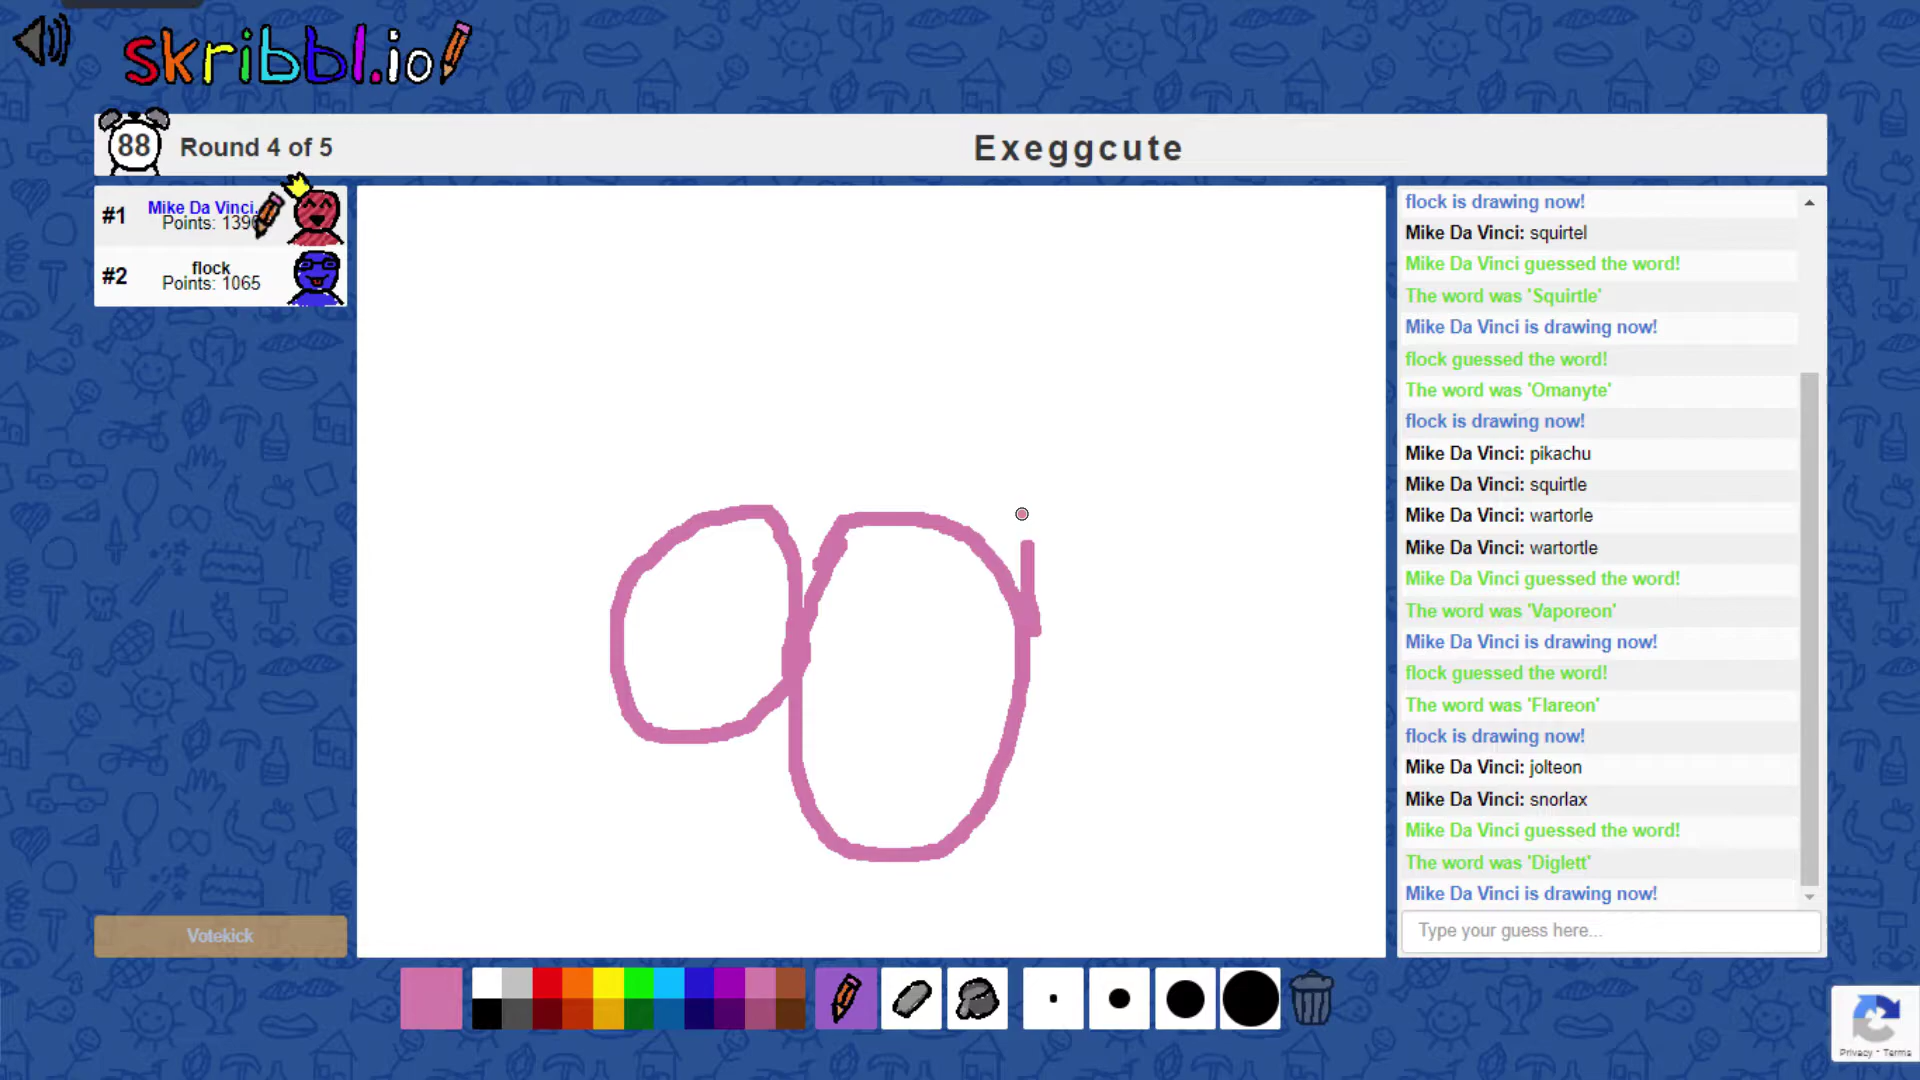 skribbl.io
88
Round 4 of 5
Exeggcute
#1
Mike Da Vinci
Points: 1390
#2
flock
Points: 1065
flock is drawing now!
Mike Da Vinci: squirtel
Mike Da Vinci guessed the word!
The word was 'Squirtle'
Mike Da Vinci is drawing now!
flock guessed the word!
The word was 'Omanyte'
flock is drawing now!
Mike Da Vinci: pikachu
Mike Da Vinci: squirtle
Mike Da Vinci: wartorle
Mike Da Vinci: wartortle
Mike Da Vinci guessed the word!
The word was 'Vaporeon'
Mike Da Vinci is drawing now!
flock guessed the word!
The word was 'Flareon'
flock is drawing now!
Mike Da Vinci: jolteon
Mike Da Vinci: snorlax
Mike Da Vinci guessed the word!
The word was 'Diglett'
Mike Da Vinci is drawing now!
Type your guess here...
Votekick
Privacy - Terms